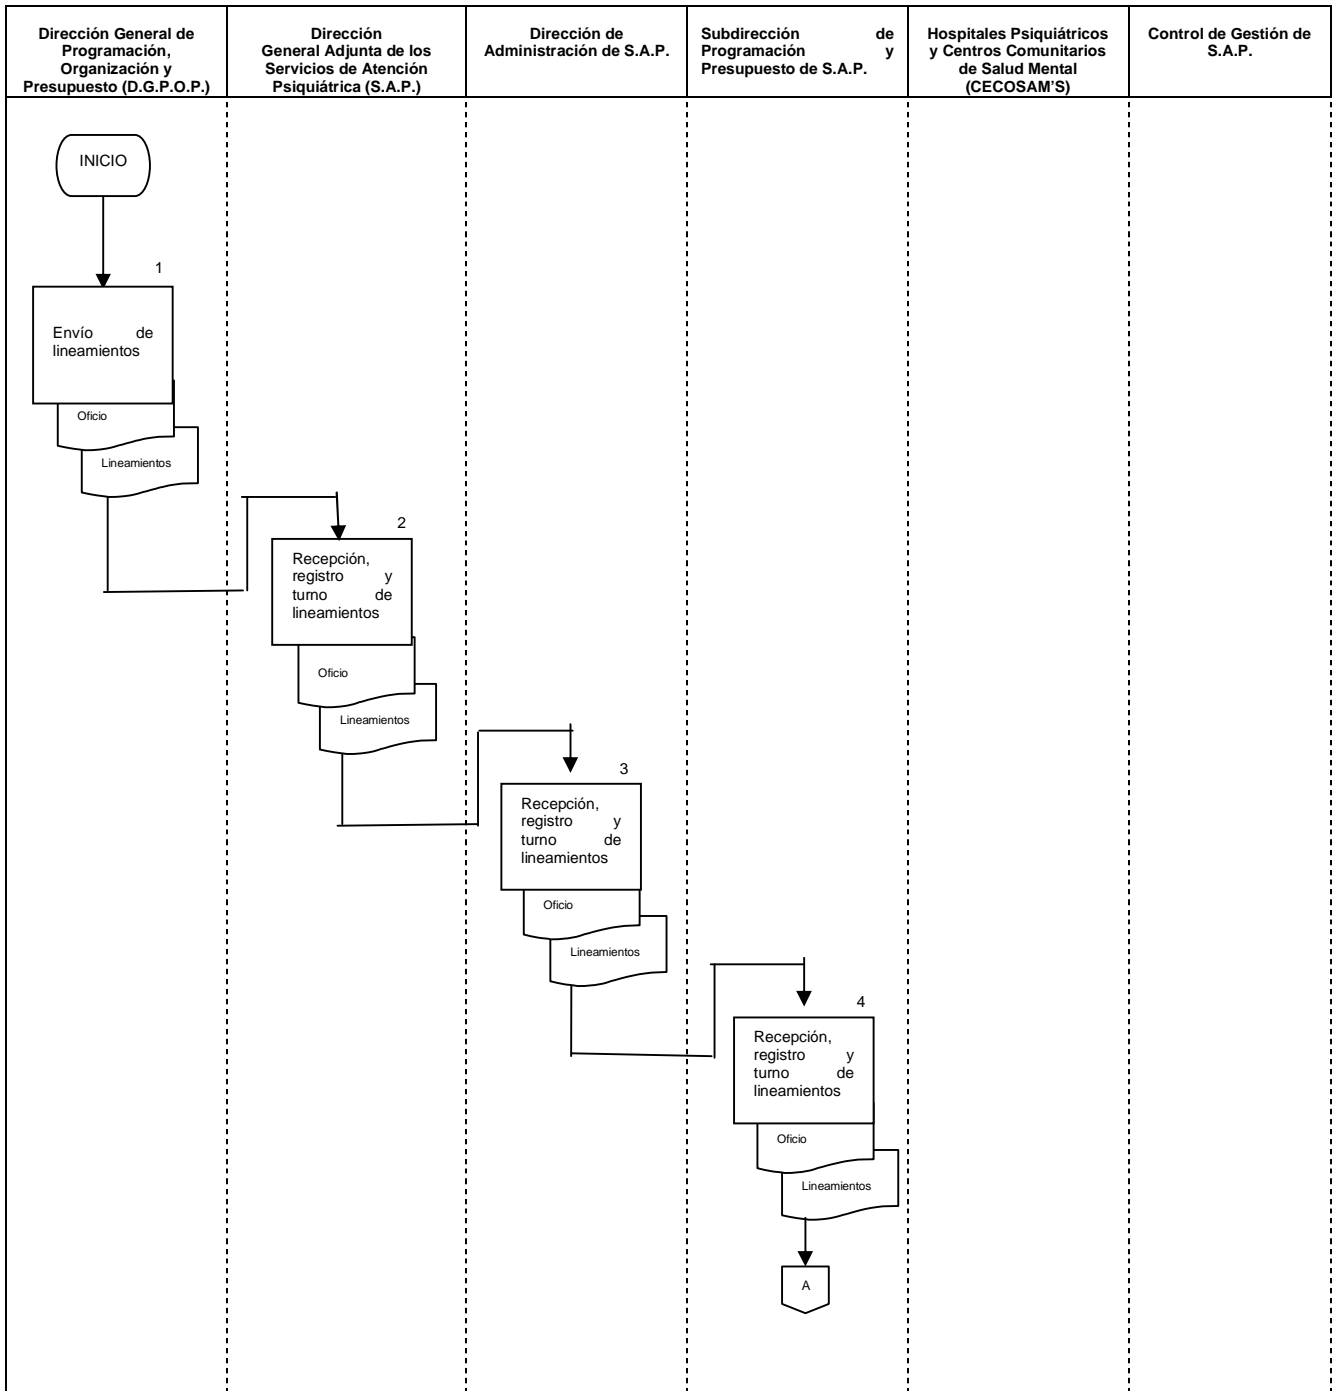 Dirección General de
Programación,
Organización y
Presupuesto (D.G.P.O.P.)
Dirección
General Adjunta de los
Servicios de Atención
Psiquiátrica (S.A.P.)
Dirección de
Administración de S.A.P.
Subdirección de
Programación y
Presupuesto de S.A.P.
Hospitales Psiquiátricos
y Centros Comunitarios
de Salud Mental
(CECOSAM’S)
Control de Gestión de
S.A.P.
INICIO
1
Envío de
lineamientos
Oficio
Lineamientos
2
Recepción,
registro y
turno de
lineamientos
Oficio
Lineamientos
3
Recepción,
registro y
turno de
lineamientos
Oficio
Lineamientos
4
Recepción,
registro y
turno de
lineamientos
Oficio
Lineamientos
A